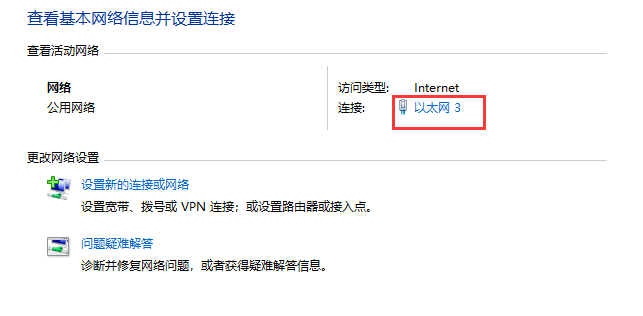 查看基本网络信息并设置连接
查看活动网络
网络
公用网络
访问类型: Internet
连接: 以太网 3
更改网络设置
设置新的连接或网络
设置宽带、拨号或 VPN 连接；或设置路由器或接入点。
问题疑难解答
诊断并修复网络问题，或者获得疑难解答信息。